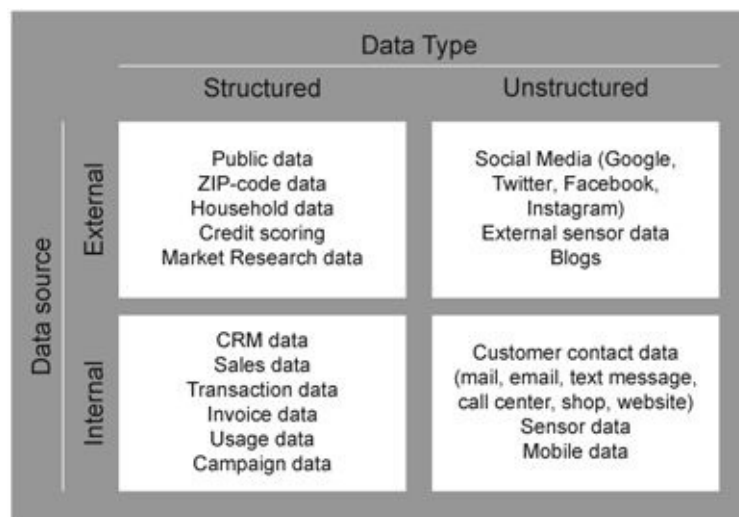 Data Type
Structured
Unstructured
Data source
External
Public data
ZIP-code data
Household data
Credit scoring
Market Research data
Social Media (Google,
Twitter, Facebook,
Instagram)
External sensor data
Blogs
Internal
CRM data
Sales data
Transaction data
Invoice data
Usage data
Campaign data
Customer contact data
(mail, email, text message,
call center, shop, website)
Sensor data
Mobile data